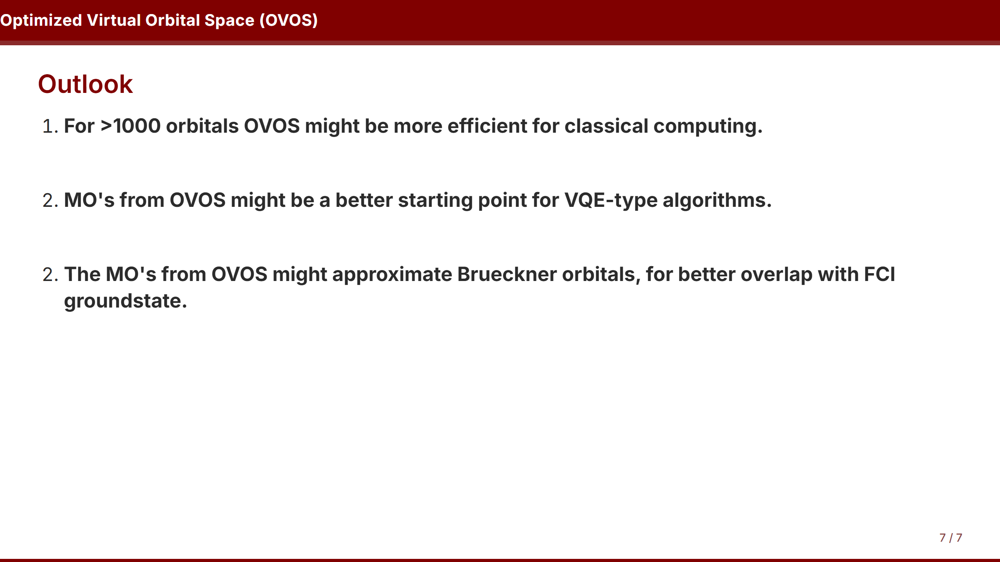 Optimized Virtual Orbital Space (OVOS)
Outlook
1. For >1000 orbitals OVOS might be more efficient for classical computing.
2. MO's from OVOS might be a better starting point for VQE-type algorithms.
2. The MO's from OVOS might approximate Brueckner orbitals, for better overlap with FCI
groundstate.
7 / 7